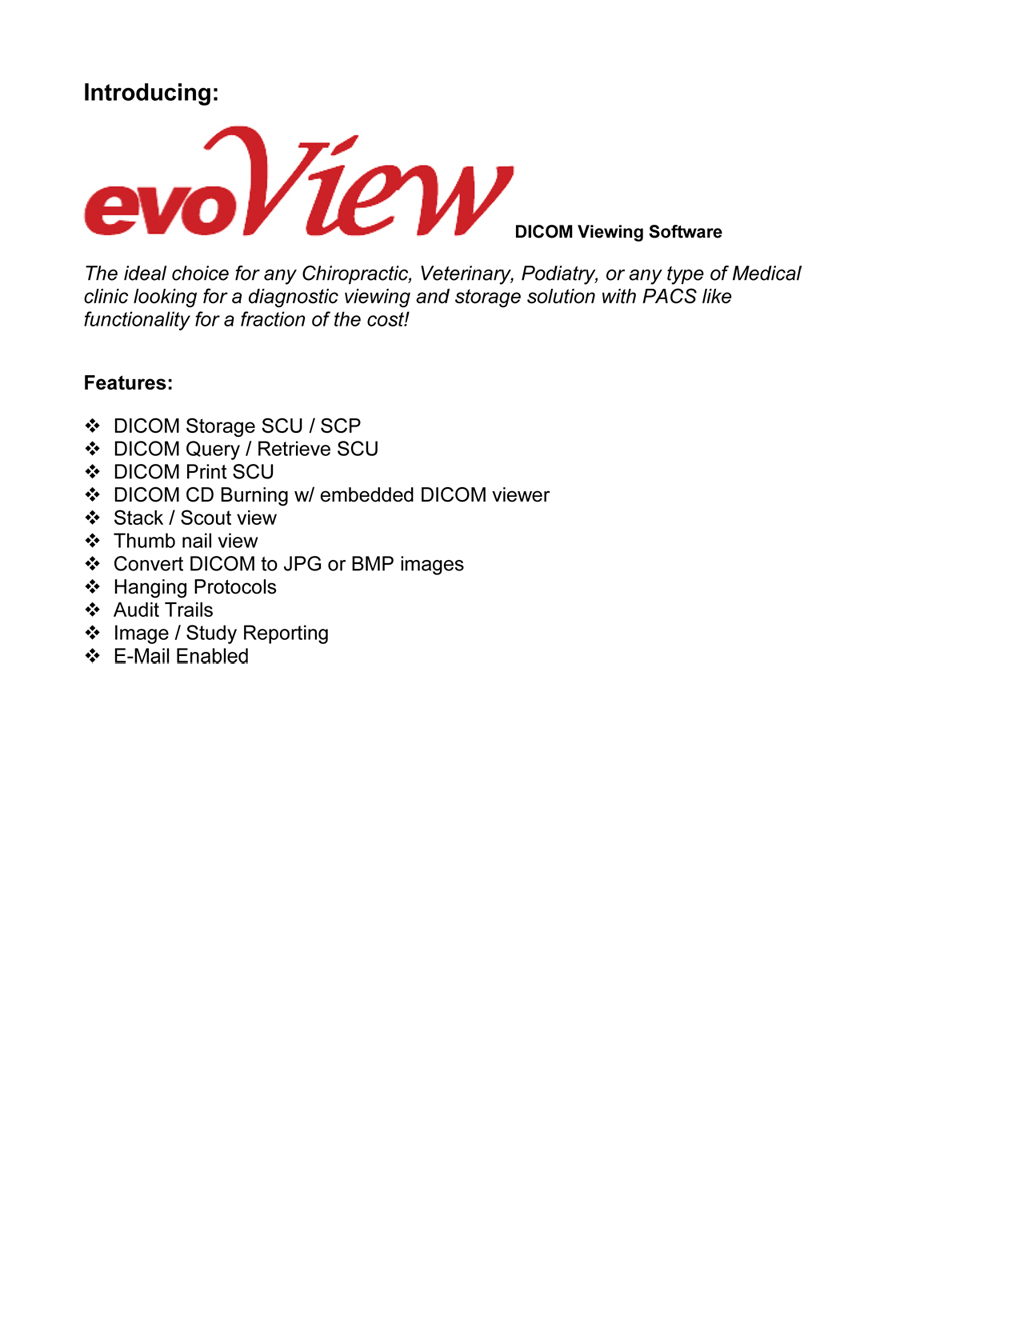 Introducing:
evoView DICOM Viewing Software
The ideal choice for any Chiropractic, Veterinary, Podiatry, or any type of Medical
clinic looking for a diagnostic viewing and storage solution with PACS like
functionality for a fraction of the cost!
Features:
❖ DICOM Storage SCU / SCP
❖ DICOM Query / Retrieve SCU
❖ DICOM Print SCU
❖ DICOM CD Burning w/ embedded DICOM viewer
❖ Stack / Scout view
❖ Thumb nail view
❖ Convert DICOM to JPG or BMP images
❖ Hanging Protocols
❖ Audit Trails
❖ Image / Study Reporting
❖ E-Mail Enabled